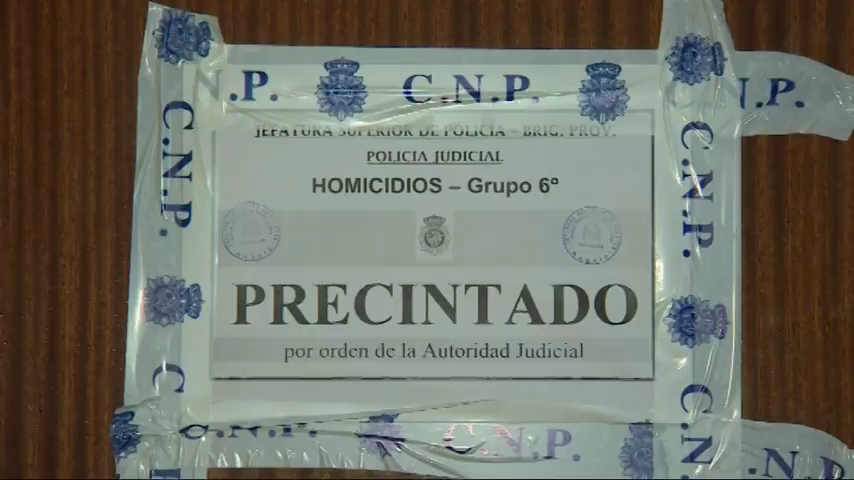 N.P. C.N.P. N.P.
C.N.P.
JEFATURA SUPERIOR DE POLICIA – BRIG. PROV.
POLICIA JUDICIAL
HOMICIDIOS – Grupo 6º
PRECINTADO
por orden de la Autoridad Judicial
C.N.P.
C
C.N.P. C.N.P.
C.N
.N.P.